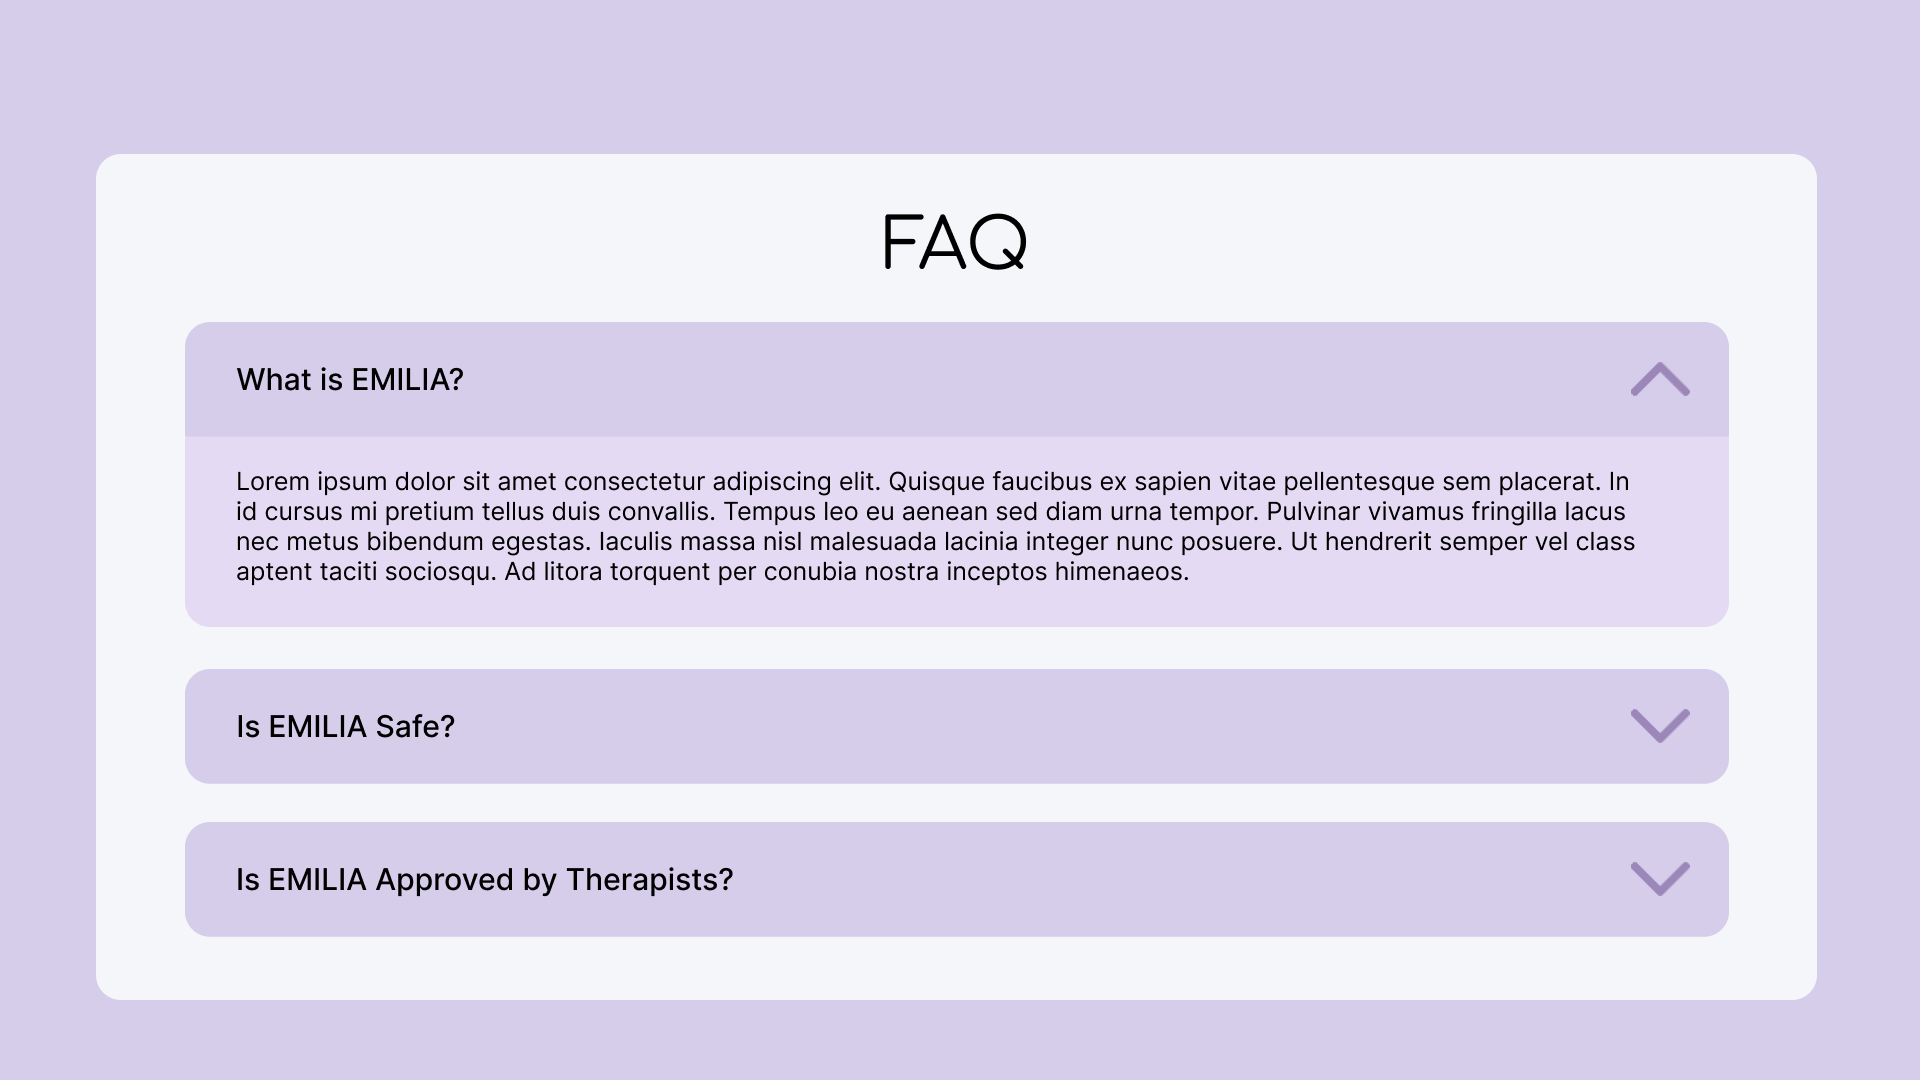 FAQ
What is EMILIA?
Lorem ipsum dolor sit amet consectetur adipiscing elit. Quisque faucibus ex sapien vitae pellentesque sem placerat. In
id cursus mi pretium tellus duis convallis. Tempus leo eu aenean sed diam urna tempor. Pulvinar vivamus fringilla lacus
nec metus bibendum egestas. Iaculis massa nisl malesuada lacinia integer nunc posuere. Ut hendrerit semper vel class
aptent taciti sociosqu. Ad litora torquent per conubia nostra inceptos himenaeos.
Is EMILIA Safe?
Is EMILIA Approved by Therapists?